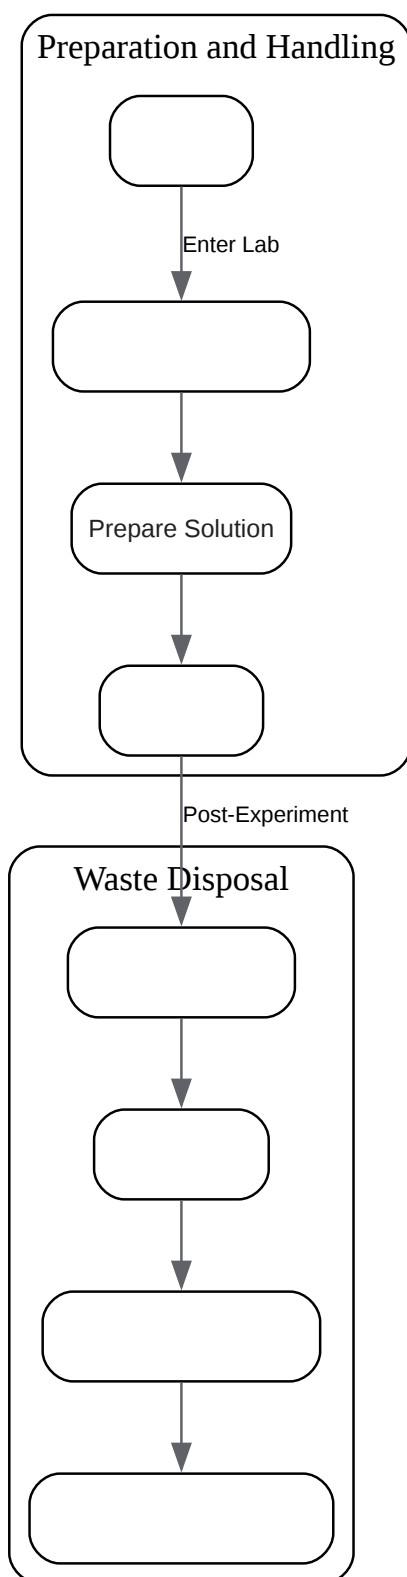 Preparation and Handling
Enter Lab
Prepare Solution
Post-Experiment
Waste Disposal